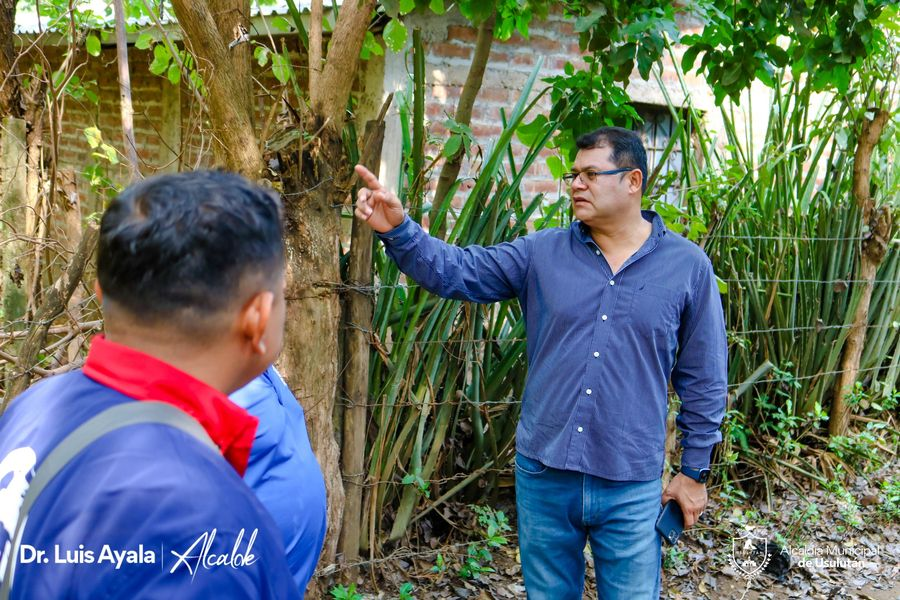 Dr. Luis Ayala | Alcalde
Alcaldía Municipal
de Usulután